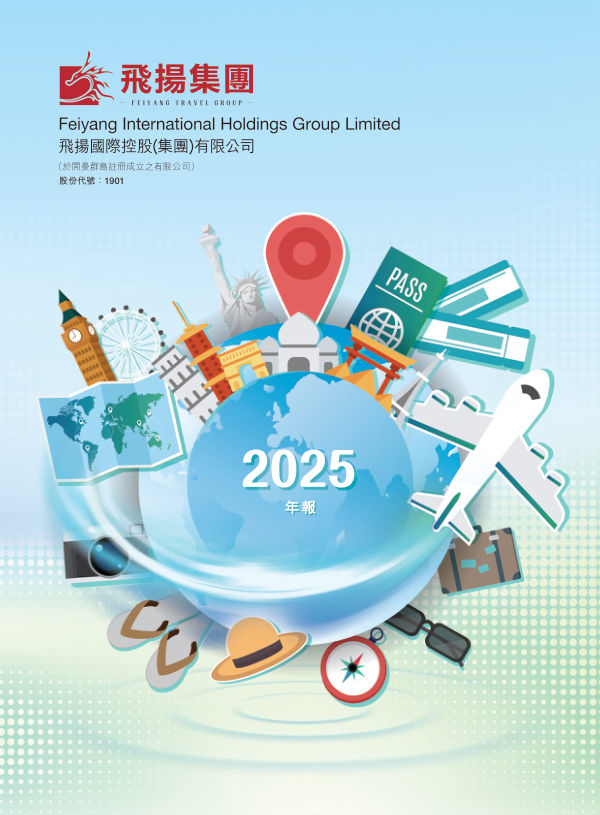 飛揚集團
FEIYANG TRAVEL GROUP
Feiyang International Holdings Group Limited
飛揚國際控股(集團)有限公司
(於開曼群島註冊成立之有限公司)
股份代號：1901
PASS
2025
年報